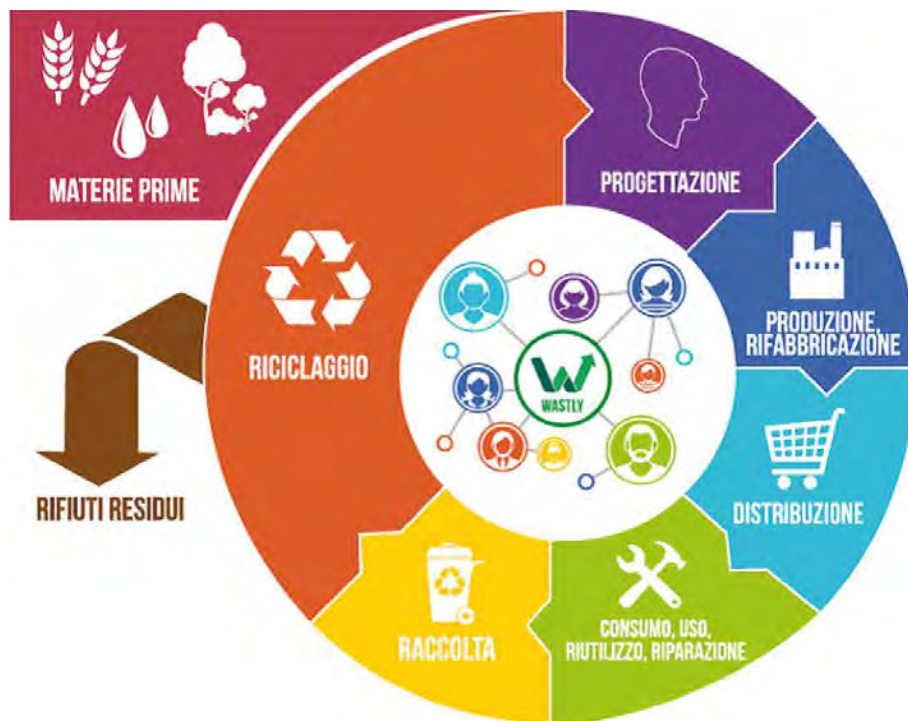 MATERIE PRIME
PROGETTAZIONE
PRODUZIONE,
RIFABBRICAZIONE
RICICLAGGIO
WASTLY
DISTRIBUZIONE
RIFIUTI RESIDUI
CONSUMO, USO,
RIUTILIZZO, RIPARAZIONE
RACCOLTA